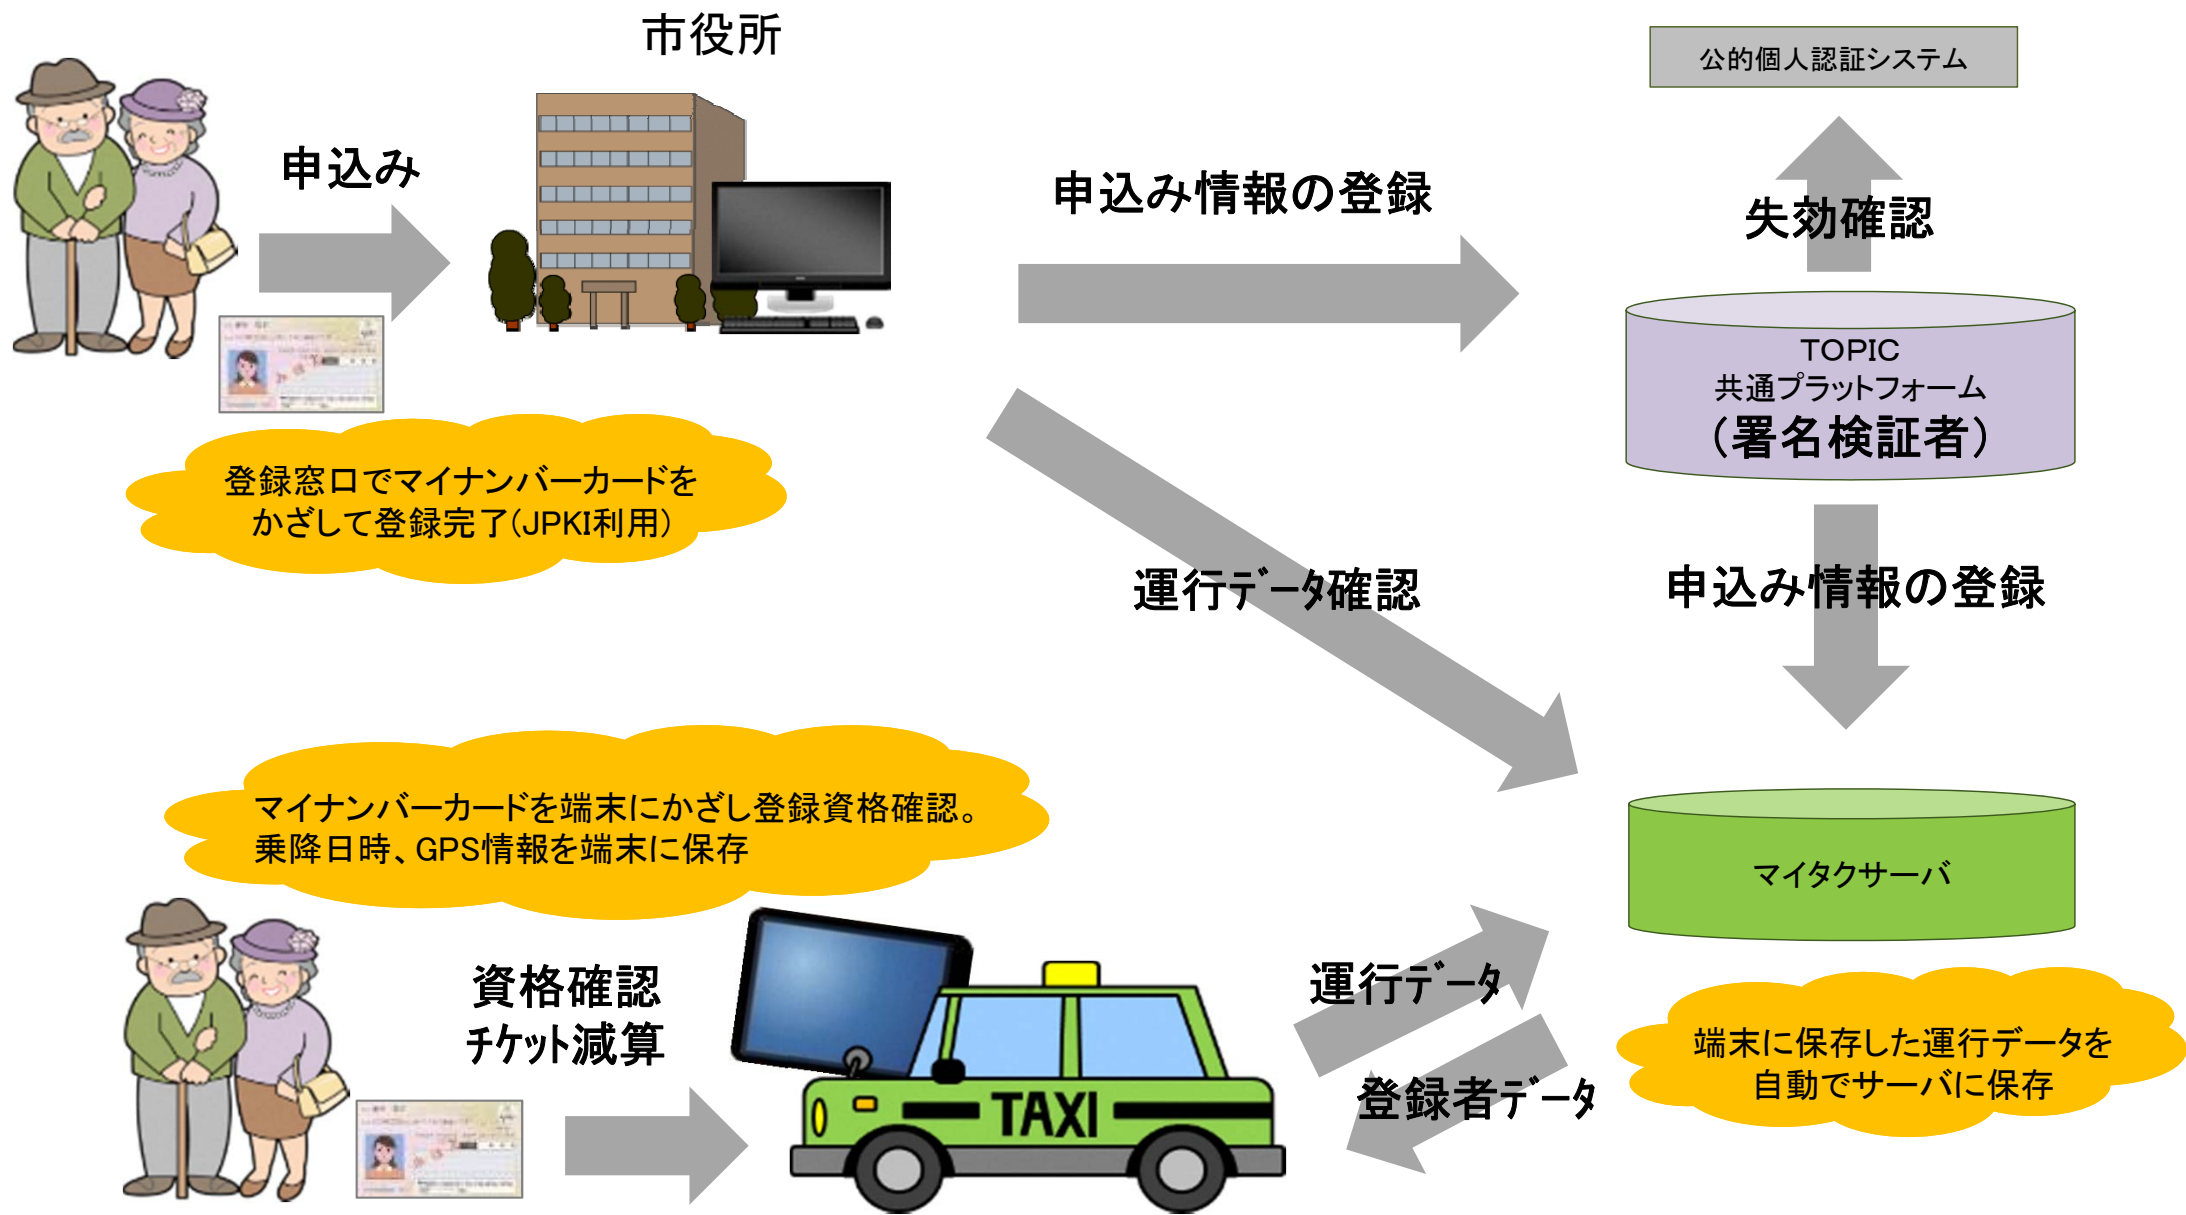 市役所
公的個人認証システム
申込み
申込み情報の登録
失効確認
TOPIC
共通プラットフォーム
（署名検証者）
登録窓口でマイナンバーカードを
かざして登録完了(JPKI利用)
運行ﾃﾞｰﾀ確認
申込み情報の登録
マイナンバーカードを端末にかざし登録資格確認。
乗降日時、GPS情報を端末に保存
マイタクサーバ
資格確認
ﾁｹｯﾄ減算
TAXI
運行ﾃﾞｰﾀ
登録者ﾃﾞｰﾀ
端末に保存した運行データを
自動でサーバに保存